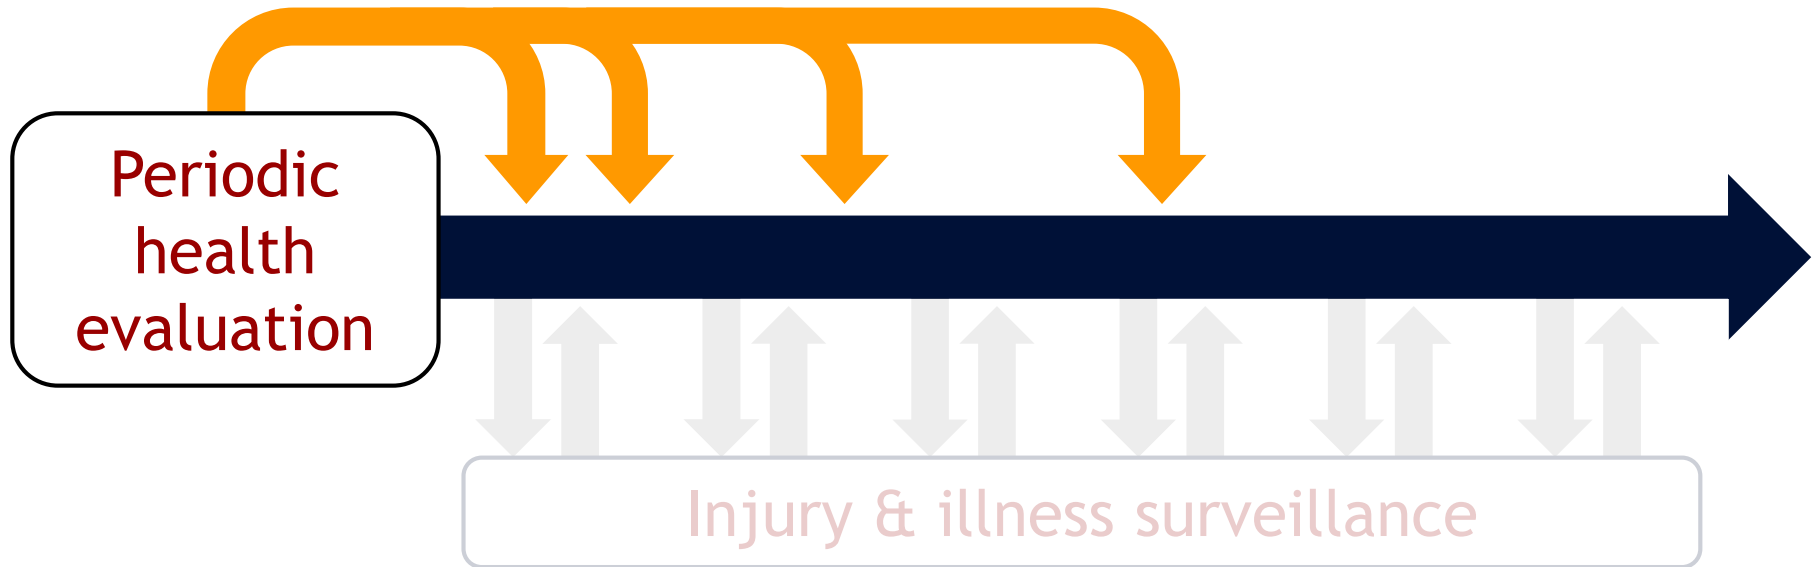 Periodic
health
evaluation
Injury & illness surveillance